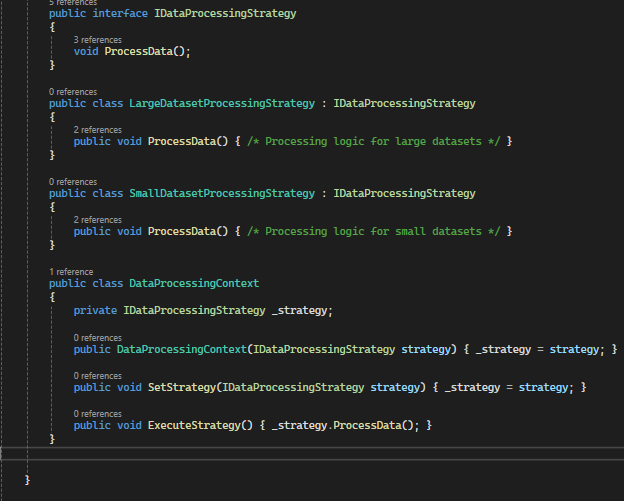 5 references
public interface IDataProcessingStrategy
{
3 references
void ProcessData();
}
0 references
public class LargeDatasetProcessingStrategy : IDataProcessingStrategy
{
2 references
public void ProcessData() { /* Processing logic for large datasets */ }
}
0 references
public class SmallDatasetProcessingStrategy : IDataProcessingStrategy
{
2 references
public void ProcessData() { /* Processing logic for small datasets */ }
}
1 reference
public class DataProcessingContext
{
private IDataProcessingStrategy _strategy;
0 references
public DataProcessingContext(IDataProcessingStrategy strategy) { _strategy = strategy; }
0 references
public void SetStrategy(IDataProcessingStrategy strategy) { _strategy = strategy; }
0 references
public void ExecuteStrategy() { _strategy.ProcessData(); }
}
}